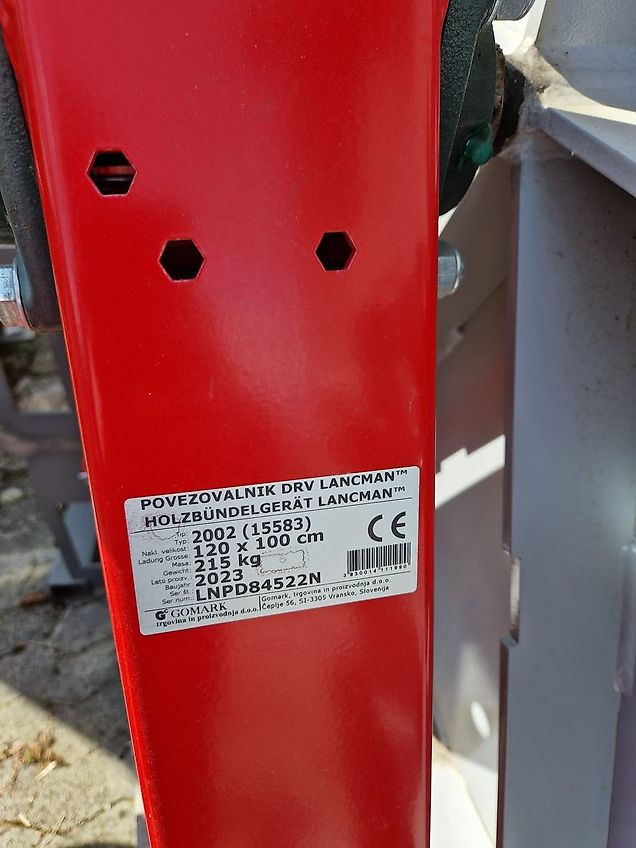 POVEZOVALNIK DRV LANCMAN™
HOLZBÜNDELGERÄT LANCMAN™
Tip:
Typ: 2002 (15583)
Nakl. velikost:
Ladung Grosse: 120 x 100 cm
Masa:
Gewicht: 215 kg
Leto proizv.:
Baujahr: 2023
Ser št.:
Ser num.: LNPD84522N
CE
GOMARK
trgovina in proizvodnja d.o.o.
Gomark, trgovina in proizvodnja d.o.o.
Čeplje 56, SI-3305 Vransko, Slovenija